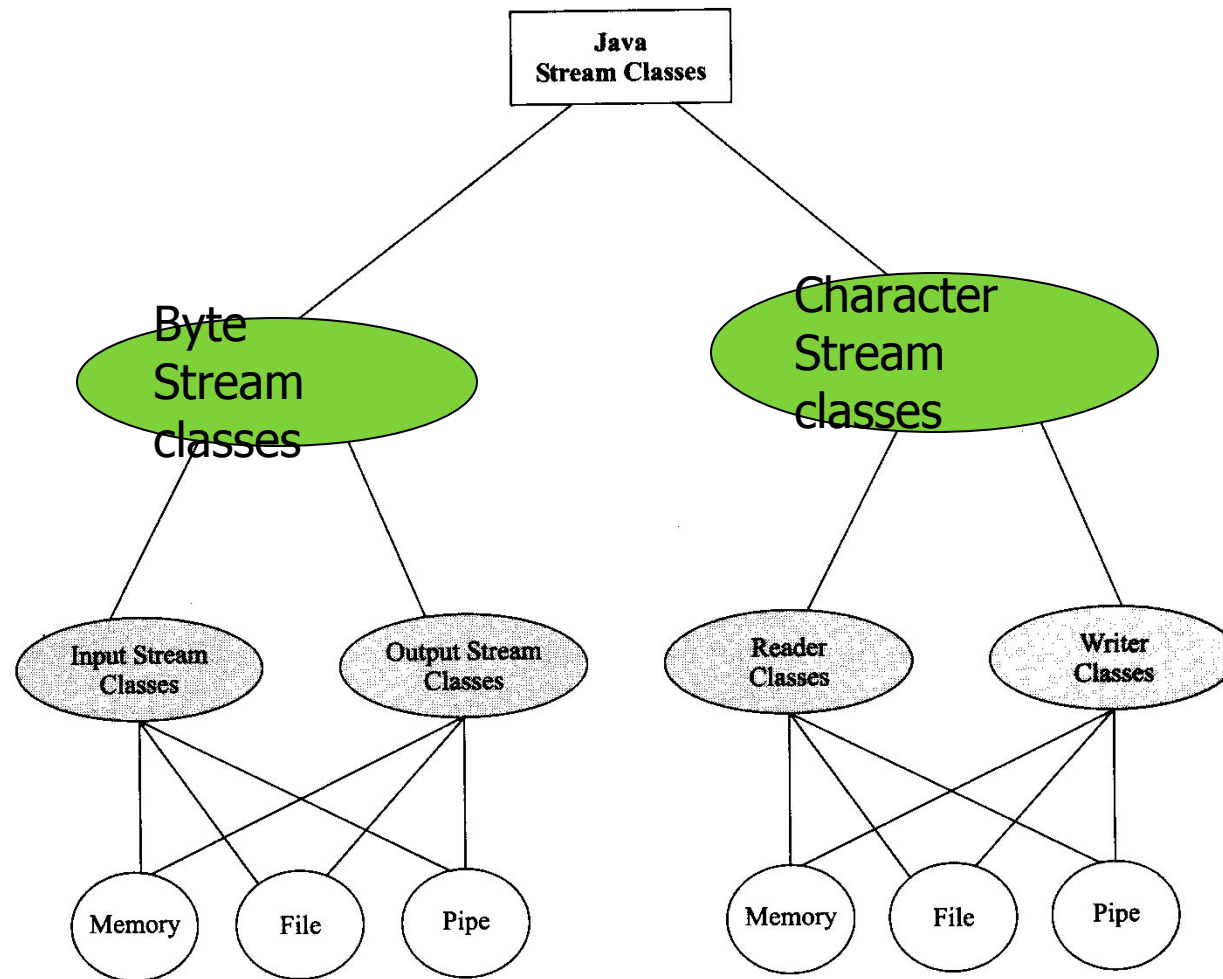 Java
Stream Classes
Byte
Stream
classes
Character
Stream
classes
Input Stream
Classes
Output Stream
Classes
Reader
Classes
Writer
Classes
Memory
File
Pipe
Memory
File
Pipe